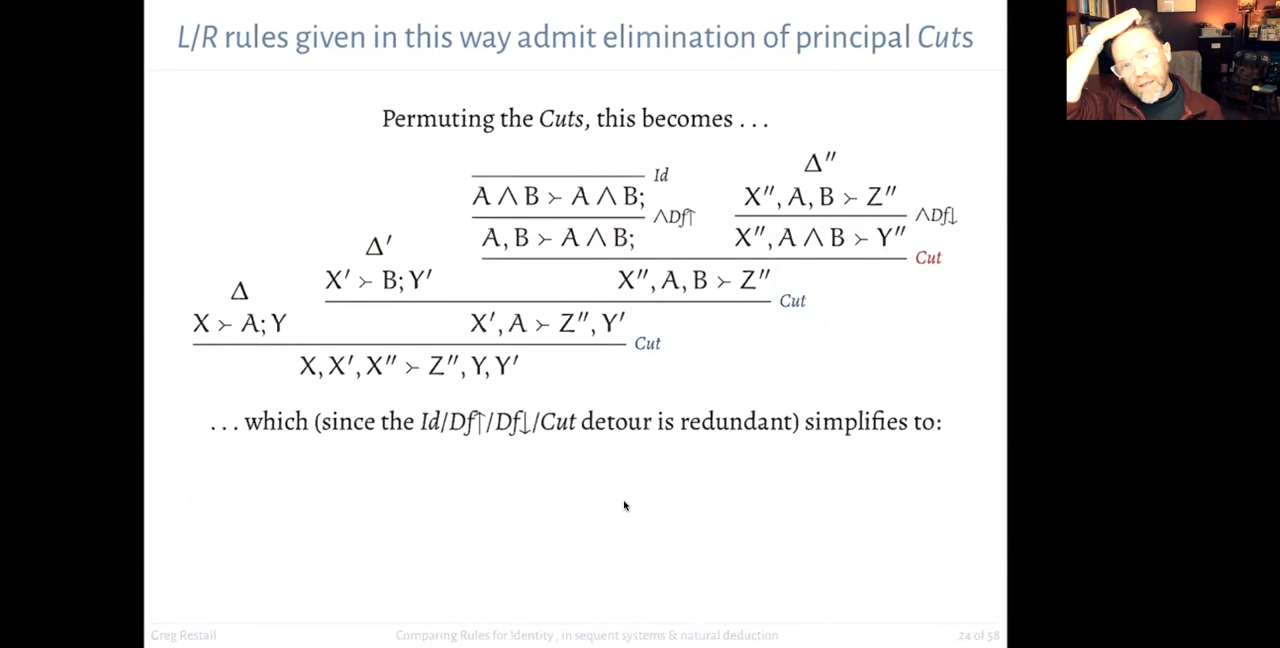 L/R rules given in this way admit elimination of principal Cuts
Permuting the Cuts, this becomes . . .
Δ″
Id
A ∧ B ≻ A ∧ B;
X″, A, B ≻ Z″
∧Df↑
∧Df↓
A, B ≻ A ∧ B;
X″, A ∧ B ≻ Y″
Δ′
Cut
X′ ≻ B; Y′
X″, A, B ≻ Z″
Δ
Cut
X ≻ A; Y
X′, A ≻ Z″, Y′
Cut
X, X′, X″ ≻ Z″, Y, Y′
. . . which (since the Id/Df↑/Df↓/Cut detour is redundant) simplifies to:
Greg Restall
Comparing Rules for Identity , in sequent systems & natural deduction
24 of 58